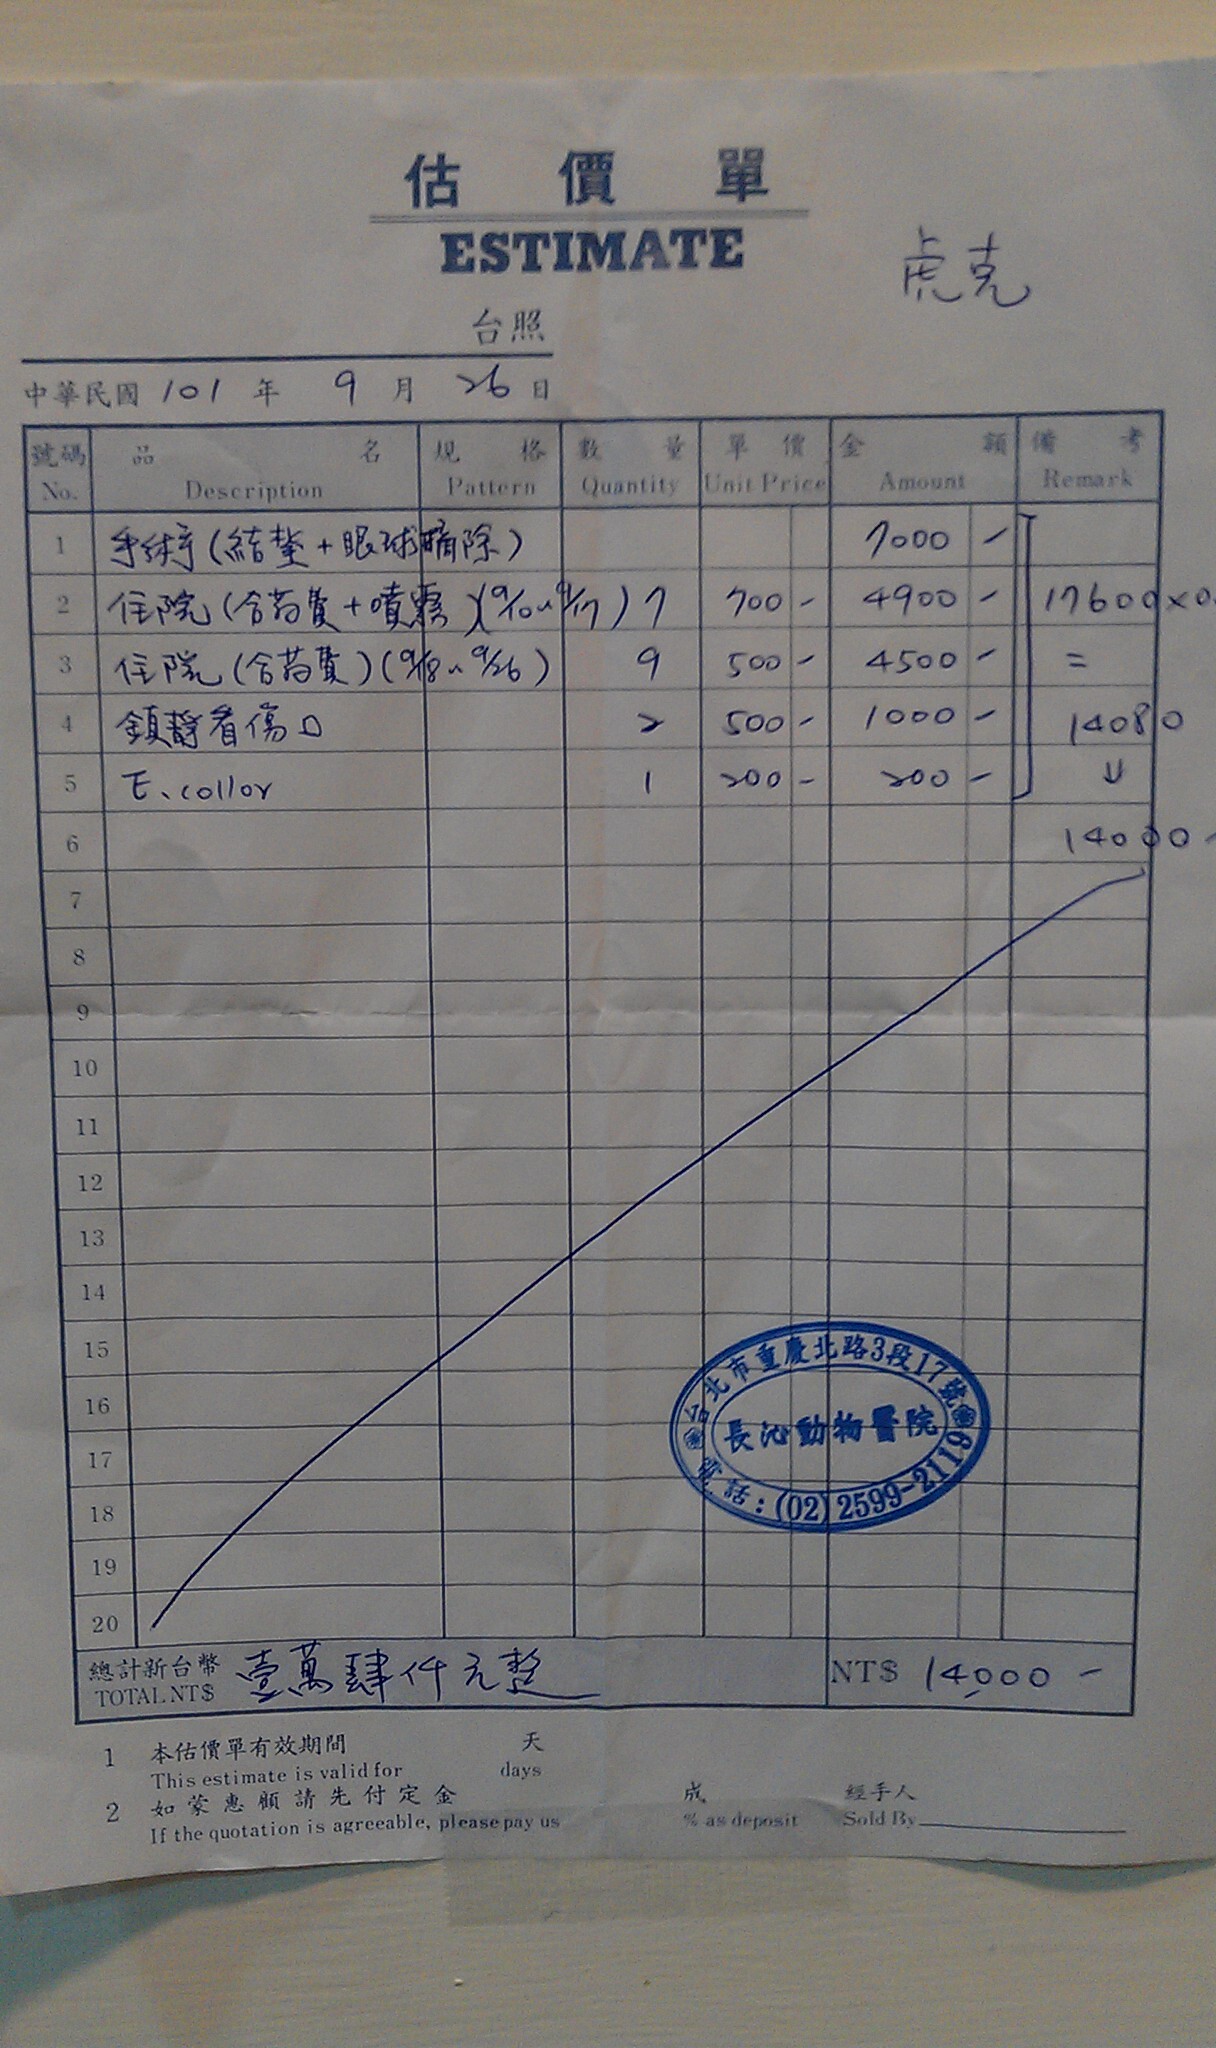 估價單
ESTIMATE
虎克
台照
中華民國 101 年 9 月 26 日
號碼 品名 規格 數量 單價 金額 備考
No. Description Pattern Quantity Unit Price Amount Remark
1 手術(結紮+眼球摘除) 7000 -
2 住院(含葯費+噴霧)(9/10~9/17) 7 700 - 4900 - 17600×0
3 住院(含葯費)(9/18~9/26) 9 500 - 4500 - =
4 鎮靜看傷口 2 500 - 1000 - 14080
5 E. collor 1 200 - 200 - ↓
6 14000 -
7
8
9
10
11
12
13
14
15
16
17
18
19
20
台北市重慶北路3段17號
長沁動物醫院
電話:(02)2599-2119
總計新台幣 壹萬肆仟元整
TOTAL NT$ NT$ 14,000 -
1 本估價單有效期間 天
This estimate is valid for days
2 如蒙惠顧請先付定金 成 經手人
If the quotation is agreeable, please pay us % as deposit Sold By